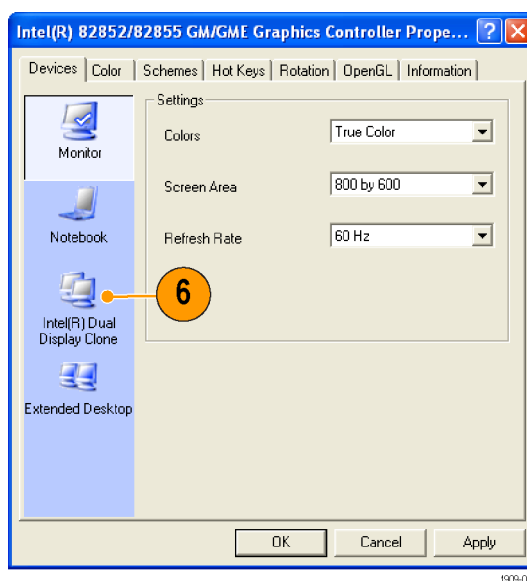 Intel(R) 82852/82855 GM/GME Graphics Controller Prope...
Devices
Color
Schemes
Hot Keys
Rotation
OpenGL
Information
Monitor
Notebook
Intel(R) Dual
Display Clone
Extended Desktop
Settings
Colors
True Color
Screen Area
800 by 600
Refresh Rate
60 Hz
6
OK
Cancel
Apply